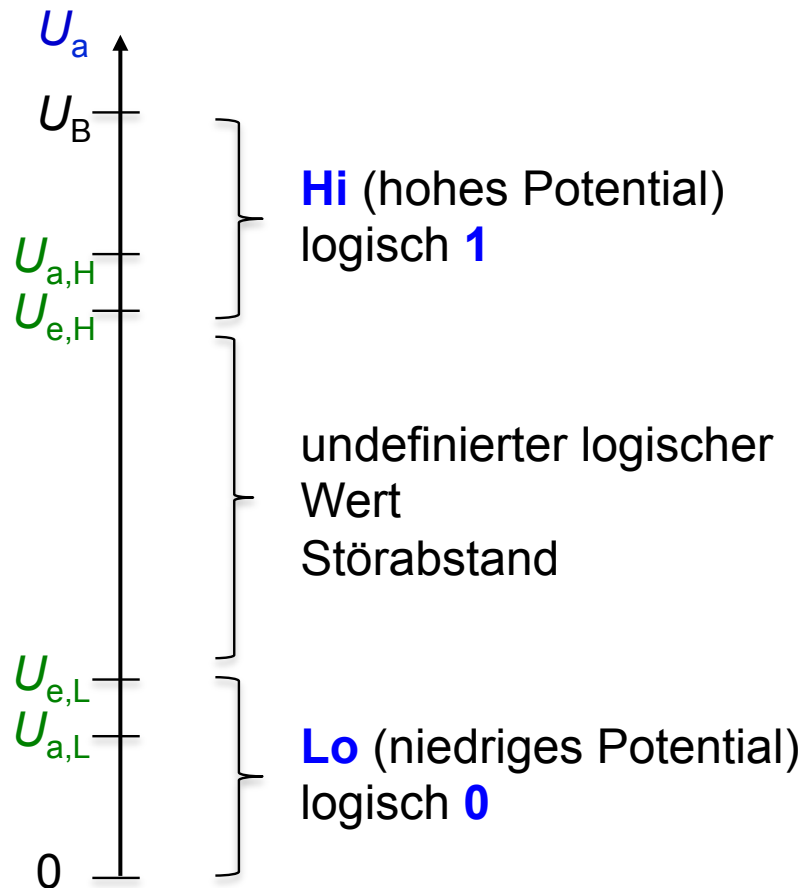 Ua
UB
Hi (hohes Potential)
logisch 1
Ua,H
Ue,H
undefinierter logischer
Wert
Störabstand
Ue,L
Ua,L
Lo (niedriges Potential)
logisch 0
0